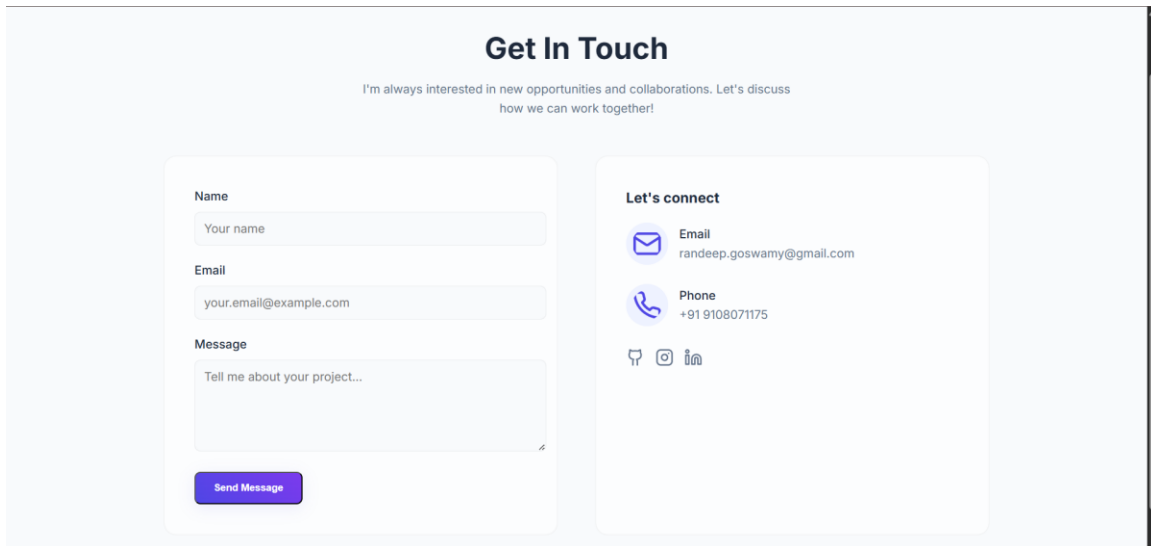 Get In Touch
I'm always interested in new opportunities and collaborations. Let's discuss
how we can work together!
Name
Your name
Email
your.email@example.com
Message
Tell me about your project...
Send Message
Let's connect
Email
randeep.goswamy@gmail.com
Phone
+91 9108071175